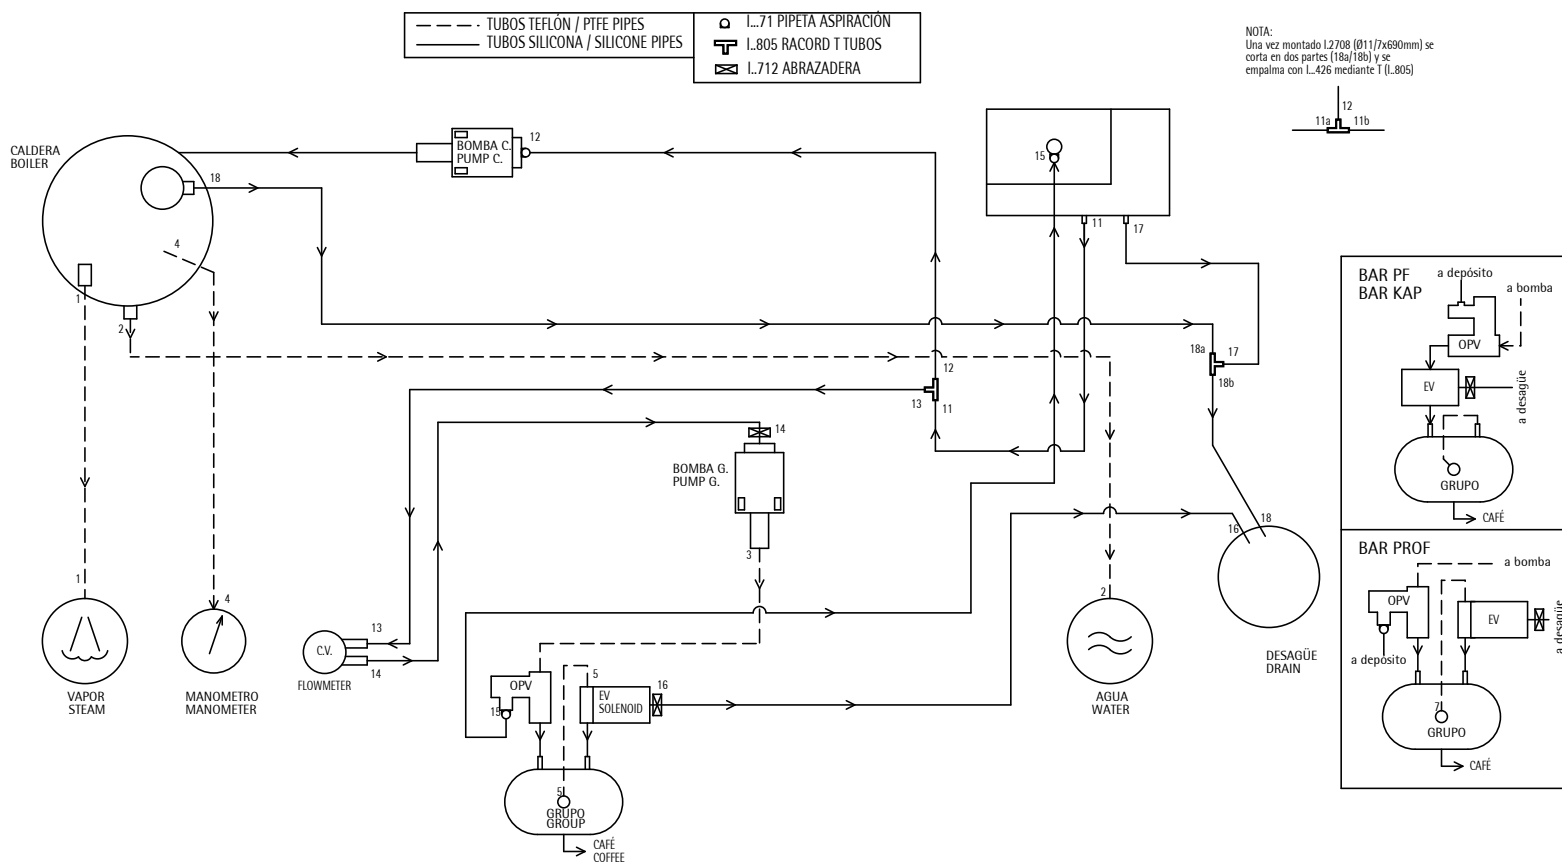 TUBOS TEFLÓN / PTFE PIPES
TUBOS SILICONA / SILICONE PIPES
I...71 PIPETA ASPIRACIÓN
I..805 RACORD T TUBOS
I..712 ABRAZADERA
NOTA:
Una vez montado I.2708 (Ø11/7x690mm) se
corta en dos partes (18a/18b) y se
empalma con I...426 mediante T (I..805)
12
11a
11b
CALDERA
BOILER
18
4
1
2
BOMBA C.
PUMP C.
12
15
11
17
18a
17
18b
12
13
11
14
BOMBA G.
PUMP G.
3
1
VAPOR
STEAM
4
MANOMETRO
MANOMETER
13
C.V.
14
FLOWMETER
OPV
15
5
EV
SOLENOID
16
5
GRUPO
GROUP
CAFÉ
COFFEE
2
AGUA
WATER
16
18
DESAGÜE
DRAIN
BAR PF
BAR KAP
a depósito
a bomba
OPV
EV
a desagüe
GRUPO
CAFÉ
BAR PROF
a bomba
OPV
EV
a desagüe
a depósito
7
GRUPO
CAFÉ